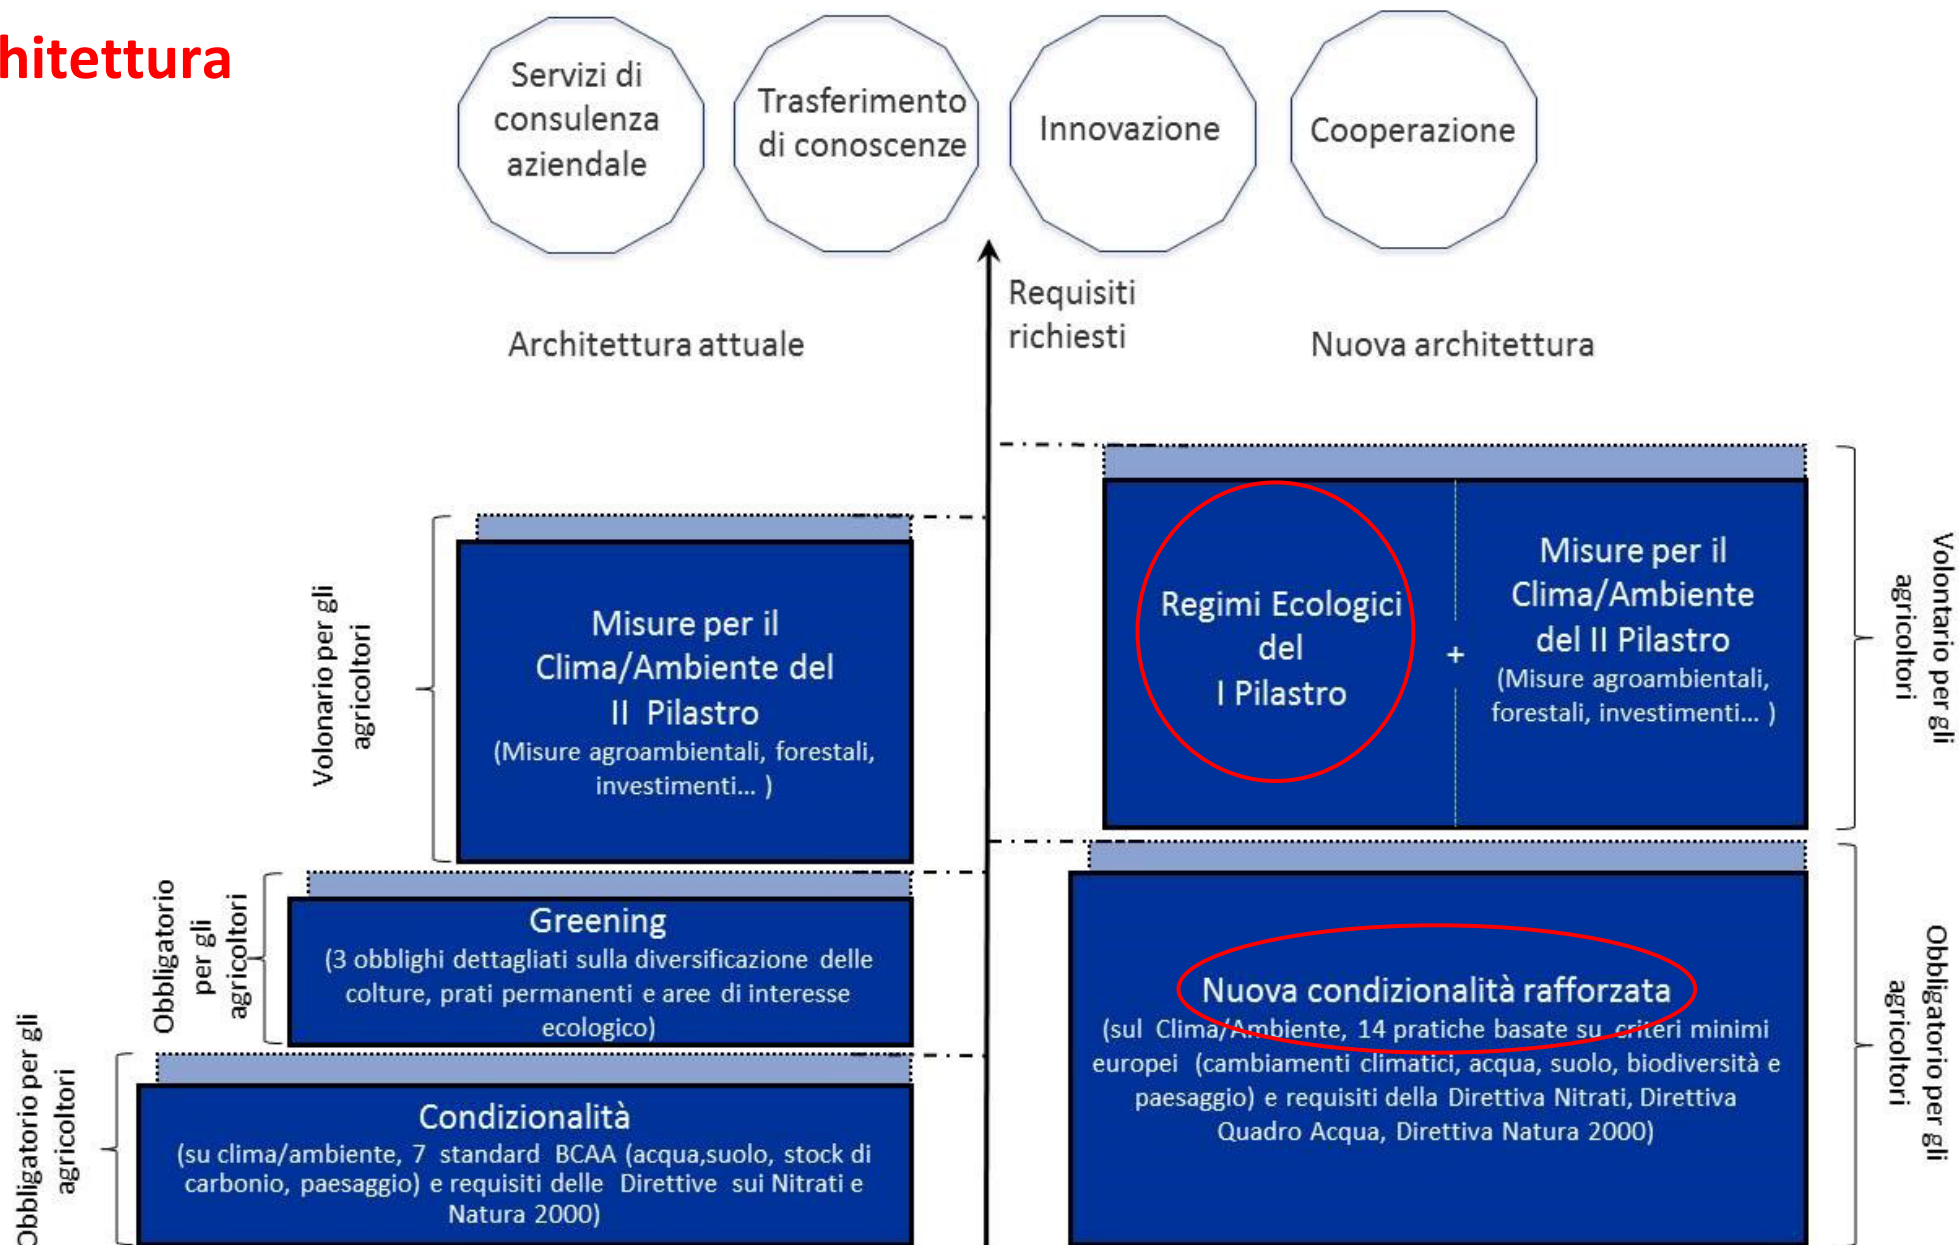 hitettura
Servizi di
consulenza
aziendale
Trasferimento
di conoscenze
Innovazione
Cooperazione
Requisiti
richiesti
Architettura attuale
Nuova architettura
Volonario per gli
agricoltori
Misure per il
Clima/Ambiente del
II Pilastro
(Misure agroambientali, forestali,
investimenti... )
Obbligatorio
per gli
agricoltori
Greening
(3 obblighi dettagliati sulla diversificazione delle
colture, prati permanenti e aree di interesse
ecologico)
Obbligatorio per gli
agricoltori
Condizionalità
(su clima/ambiente, 7 standard BCAA (acqua,suolo, stock di
carbonio, paesaggio) e requisiti delle Direttive sui Nitrati e
Natura 2000)
Regimi Ecologici
del
I Pilastro
+
Misure per il
Clima/Ambiente
del II Pilastro
(Misure agroambientali,
forestali, investimenti... )
Volontario per gli
agricoltori
Nuova condizionalità rafforzata
(sul Clima/Ambiente, 14 pratiche basate su criteri minimi
europei (cambiamenti climatici, acqua, suolo, biodiversità e
paesaggio) e requisiti della Direttiva Nitrati, Direttiva
Quadro Acqua, Direttiva Natura 2000)
Obbligatorio per gli
agricoltori